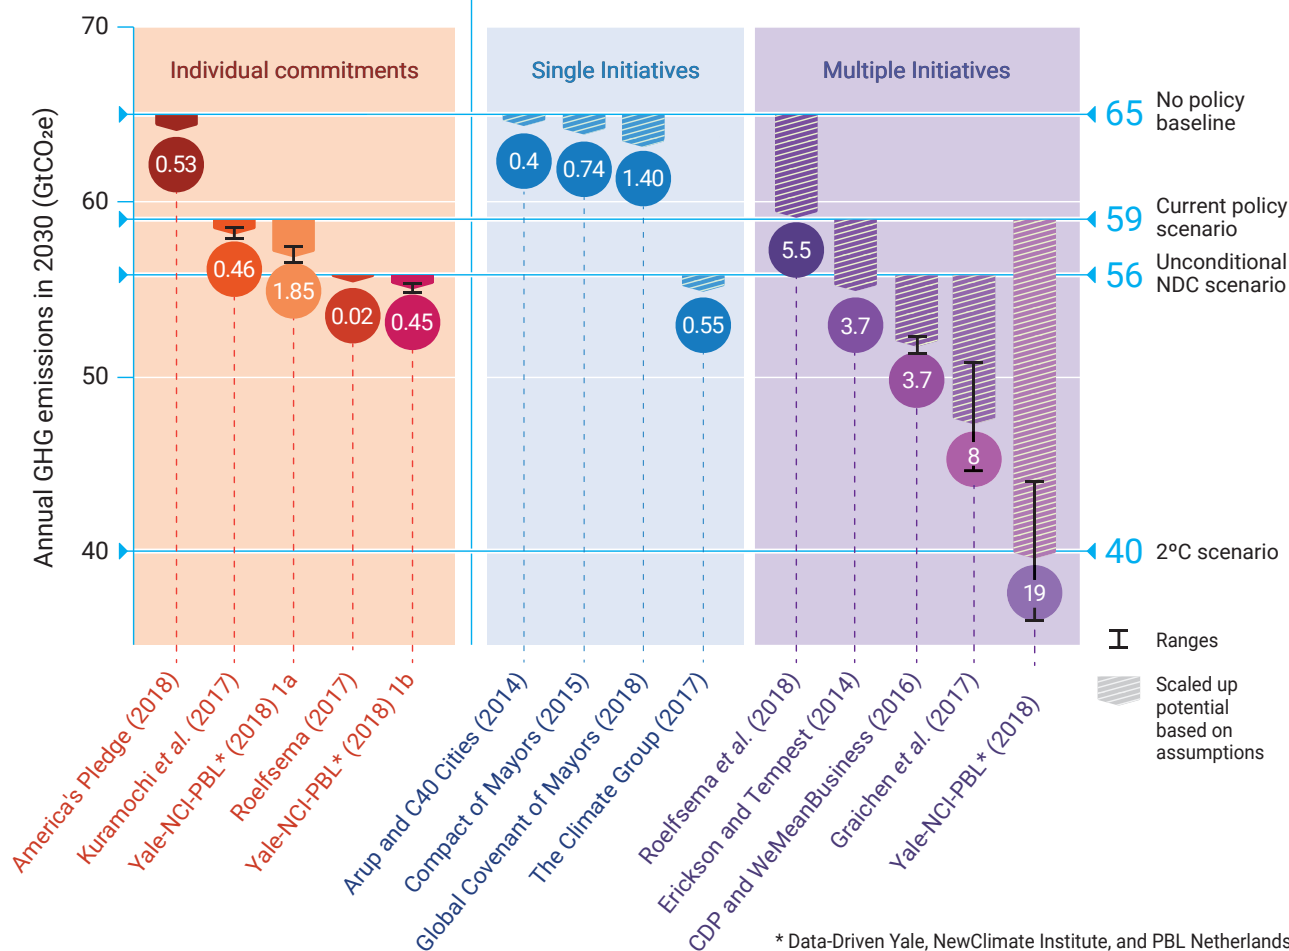 Annual GHG emissions in 2030 (GtCO₂e)
70
60
50
40
Individual commitments
Single Initiatives
Multiple Initiatives
65 No policy
baseline
59 Current policy
scenario
56 Unconditional
NDC scenario
40 2ºC scenario
0.53
0.46
1.85
0.02
0.45
0.4
0.74
1.40
0.55
5.5
3.7
3.7
8
19
Ranges
Scaled up
potential
based on
assumptions
America's Pledge (2018)
Kuramochi et al. (2017)
Yale-NCI-PBL* (2018) 1a
Roelfsema (2017)
Yale-NCI-PBL* (2018) 1b
Arup and C40 Cities (2014)
Compact of Mayors (2015)
Global Covenant of Mayors (2018)
The Climate Group (2017)
Roelfsema et al. (2018)
Erickson and Tempest (2014)
CDP and WeMeanBusiness (2016)
Graichen et al. (2017)
Yale-NCI-PBL* (2018)
* Data-Driven Yale, NewClimate Institute, and PBL Netherlands